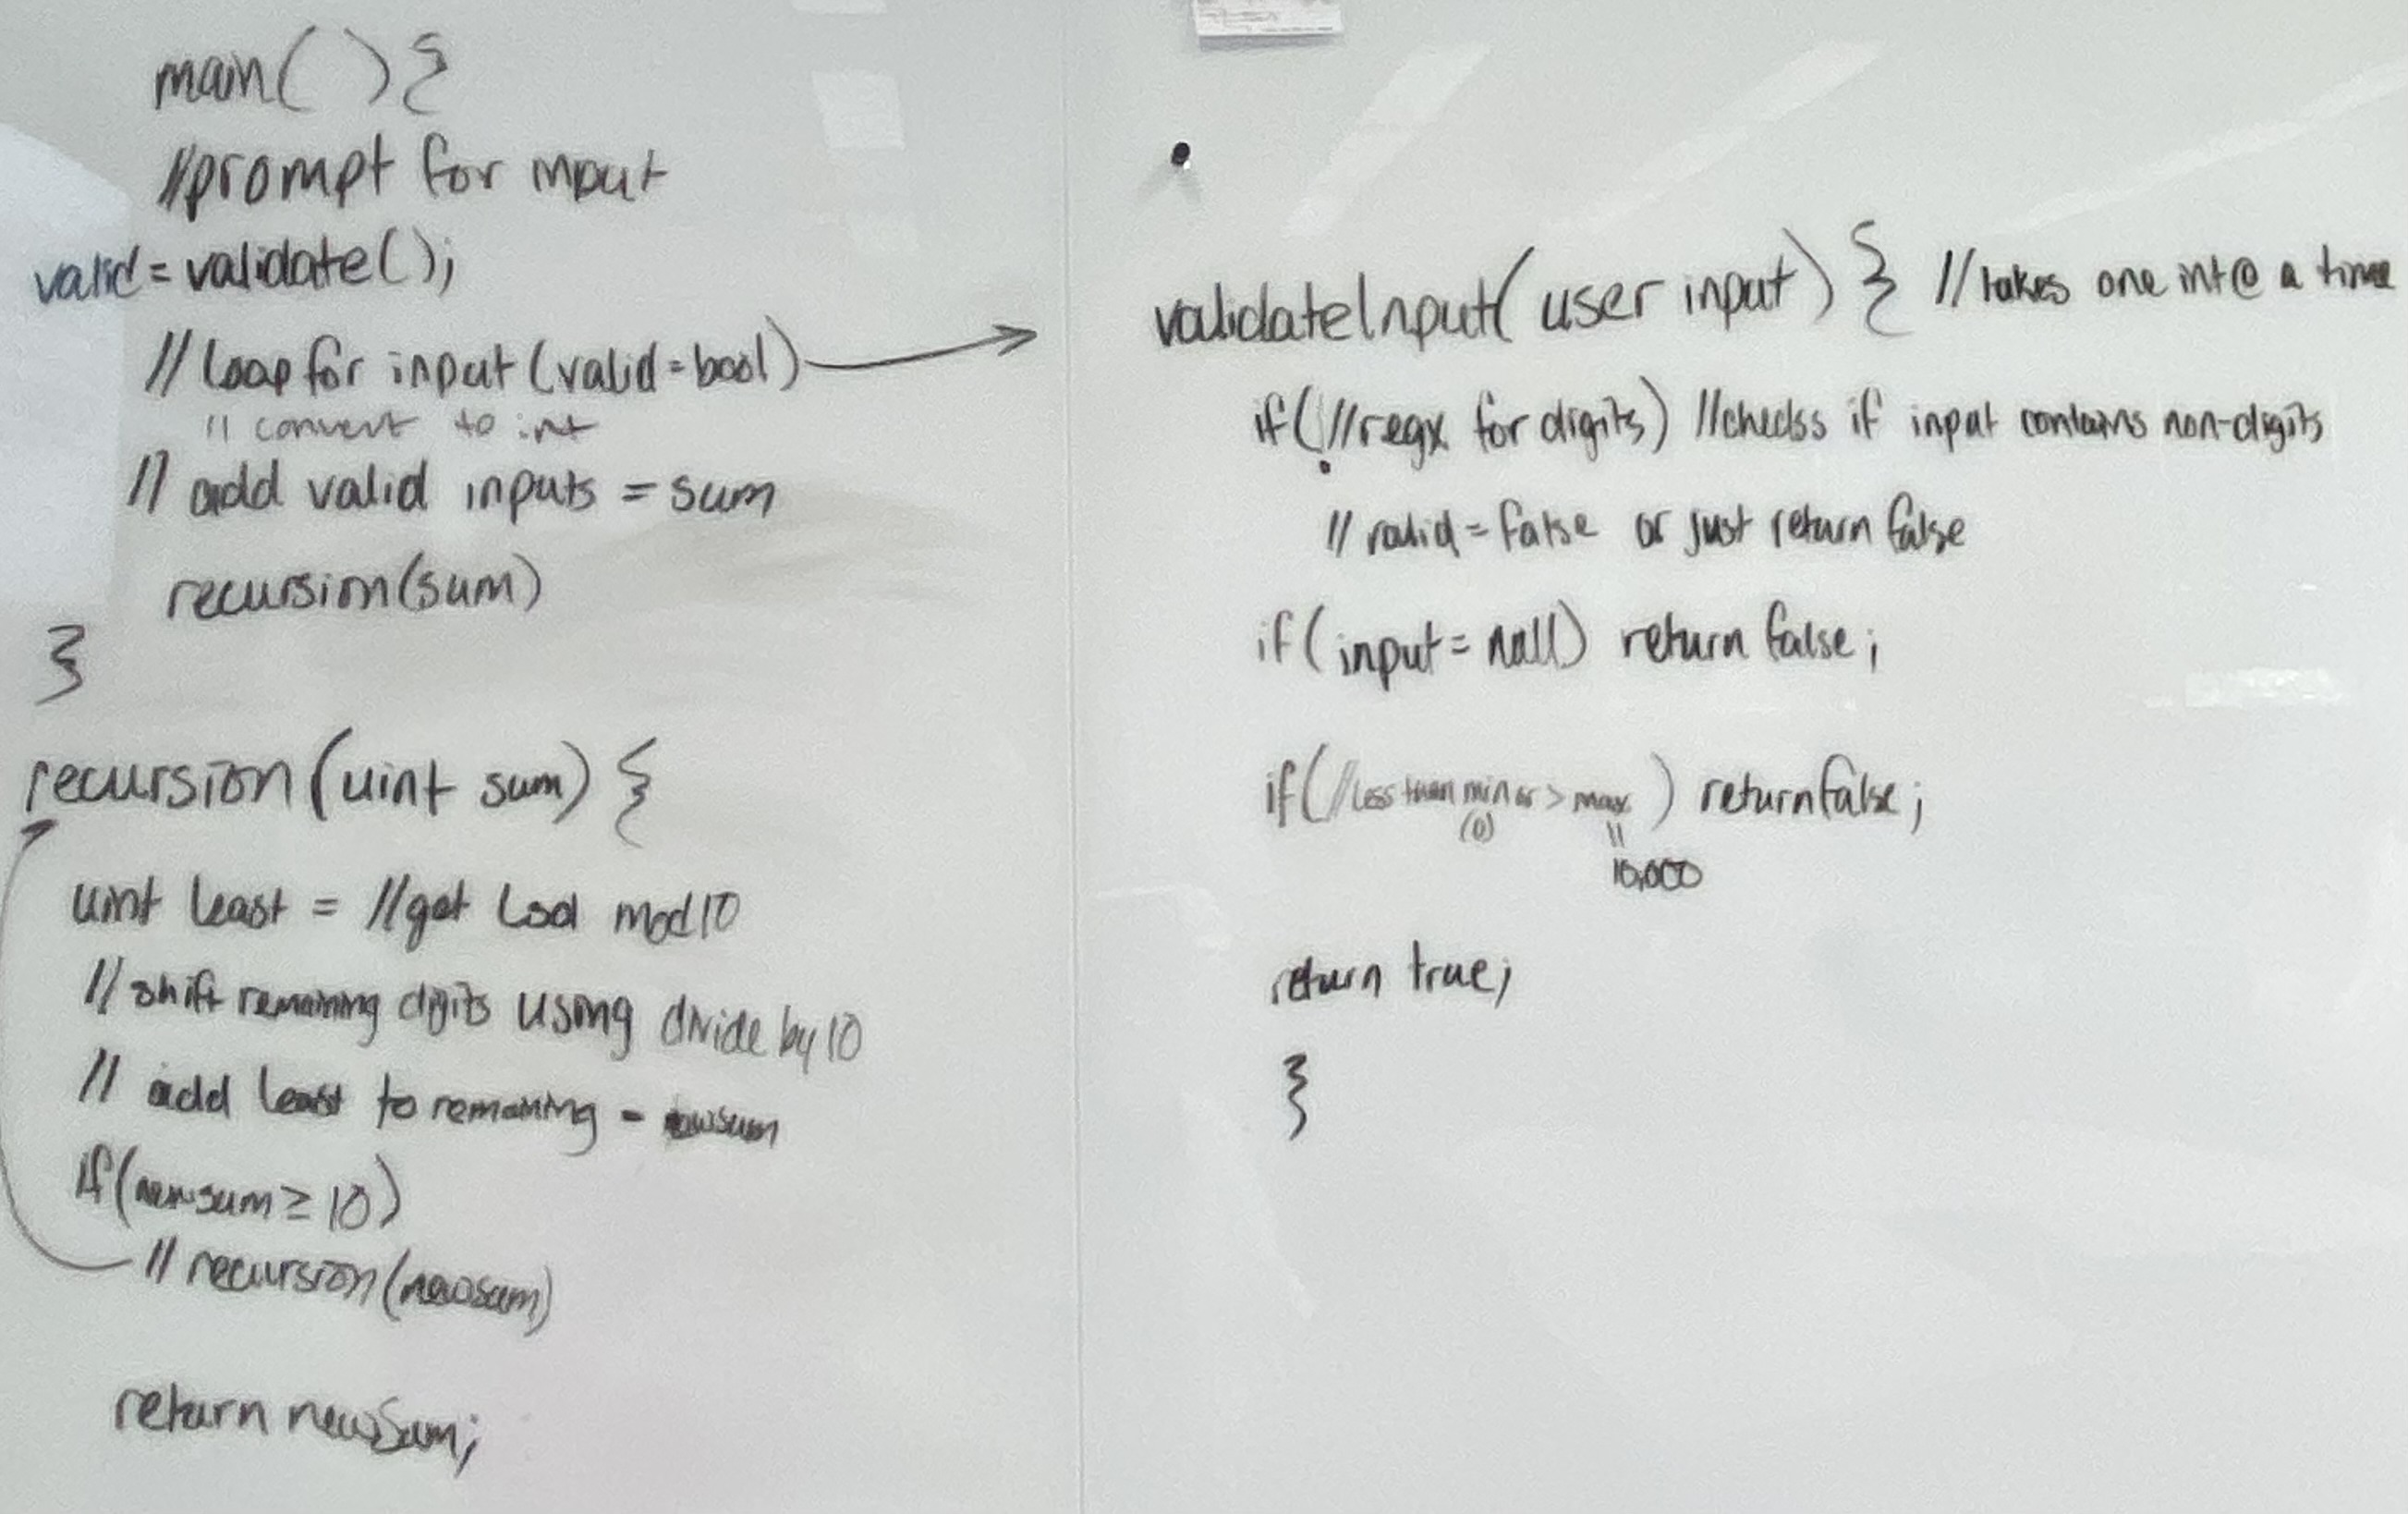 main( ){
//prompt for input
valid = validate();
// loop for input (valid = bool)
// convert to int
// add valid inputs = sum
recursion(sum)
}
recursion(uint sum) {
uint least = //get Lsd mod10
// shift remaining digits using divide by 10
// add least to remaining = newsum
if(newsum ≥ 10)
// recursion(newsum)
return newSum;
validateInput( user input) { // takes one int @ a time
if( //regx for digits) //checks if input contains non-digits
// valid = false or just return false
if( input = null) return false;
if( //less than min or > max ) return false;
(0) 11
10,000
return true;
}